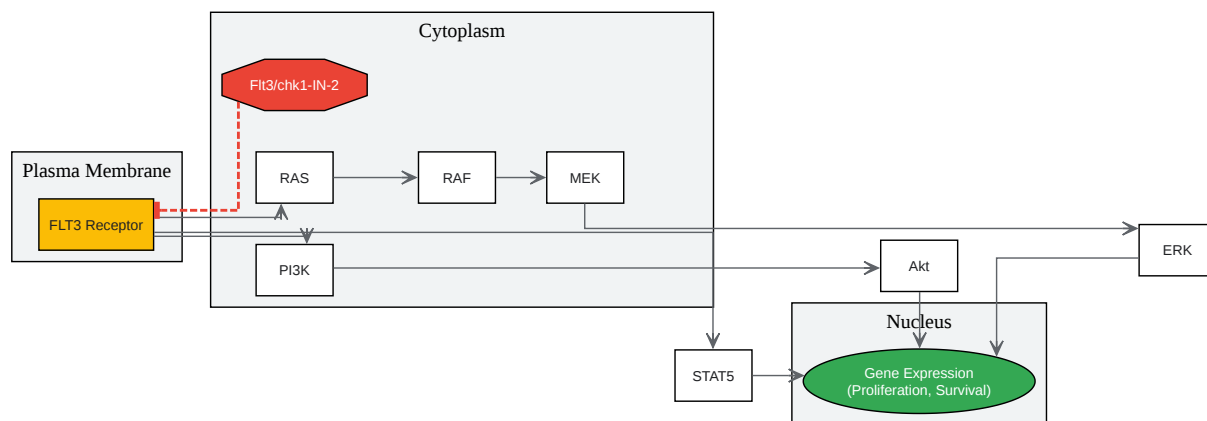 Cytoplasm
Flt3/chk1-IN-2
Plasma Membrane
RAS
RAF
MEK
FLT3 Receptor
PI3K
Akt
ERK
Nucleus
STAT5
Gene Expression
(Proliferation, Survival)